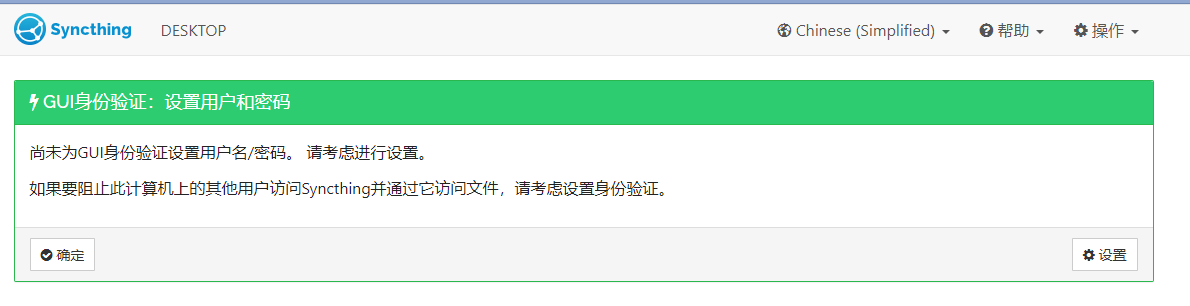 Syncthing DESKTOP Chinese (Simplified) 帮助 操作
GUI身份验证：设置用户和密码
尚未为GUI身份验证设置用户名/密码。 请考虑进行设置。
如果要阻止此计算机上的其他用户访问Syncthing并通过它访问文件，请考虑设置身份验证。
确定 设置